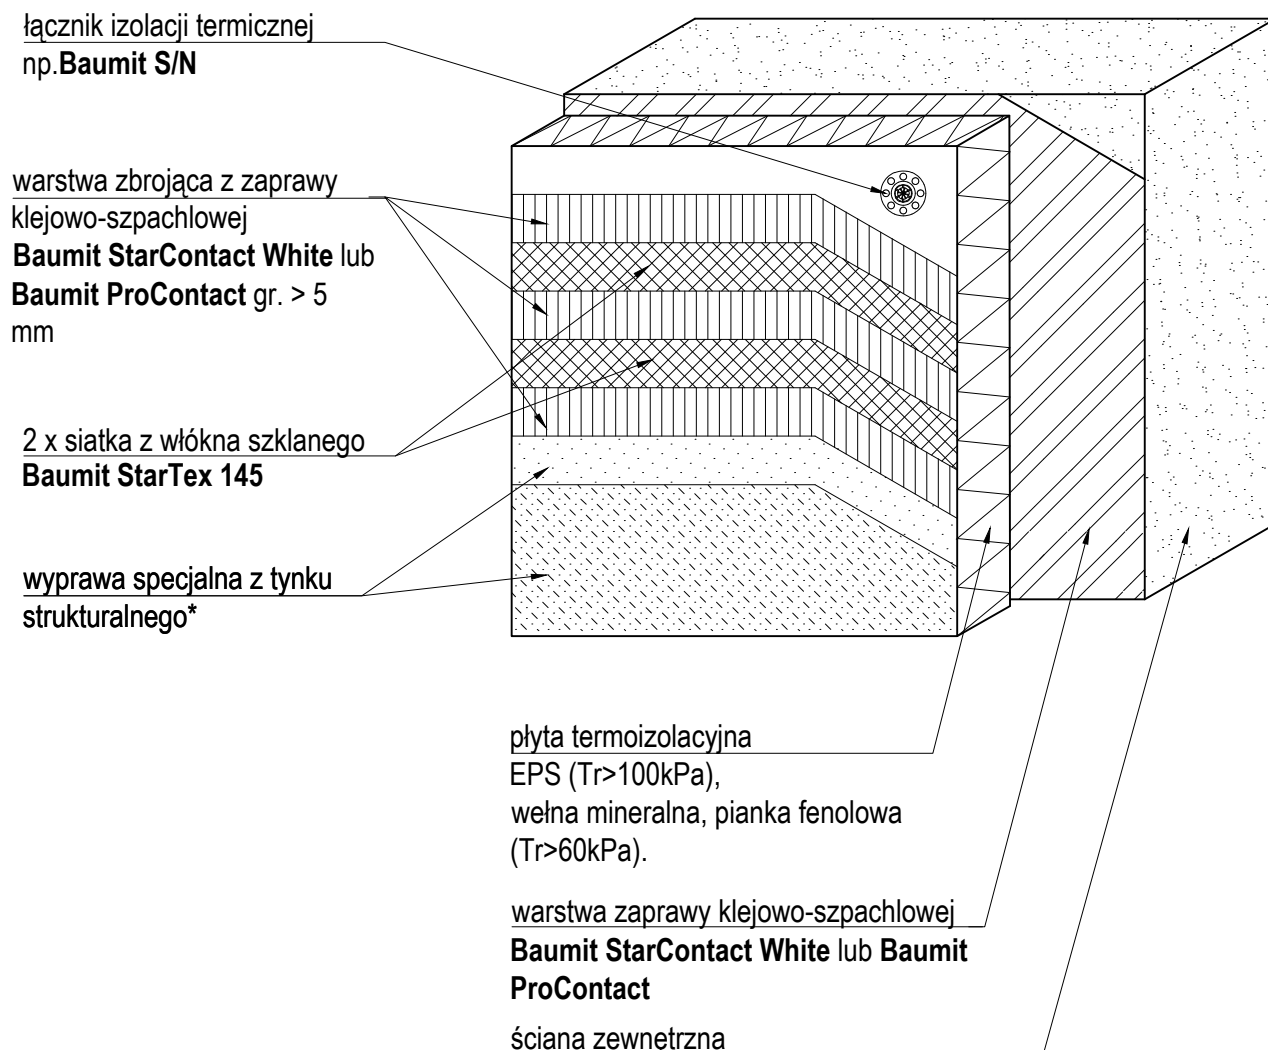 łącznik izolacji termicznej
np.Baumit S/N
warstwa zbrojąca z zaprawy
klejowo-szpachlowej
Baumit StarContact White lub
Baumit ProContact gr. > 5
mm
2 x siatka z włókna szklanego
Baumit StarTex 145
wyprawa specjalna z tynku
strukturalnego*
płyta termoizolacyjna
EPS (Tr>100kPa),
wełna mineralna, pianka fenolowa
(Tr>60kPa).
warstwa zaprawy klejowo-szpachlowej
Baumit StarContact White lub Baumit
ProContact
ściana zewnętrzna